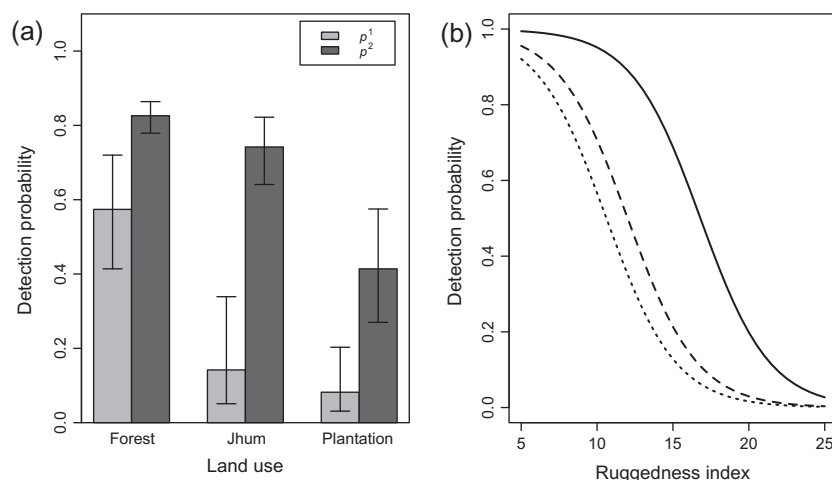 (a)
p1
p2
Detection probability
1.0
0.8
0.6
0.4
0.2
0.0
Forest Jhum Plantation
Land use
(b)
Detection probability
1.0
0.8
0.6
0.4
0.2
0.0
5 10 15 20 25
Ruggedness index